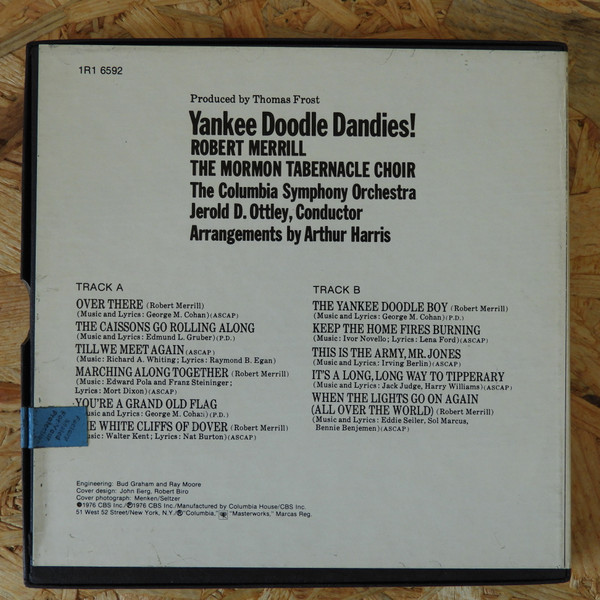 1R1 6592
Produced by Thomas Frost
Yankee Doodle Dandies!
ROBERT MERRILL
THE MORMON TABERNACLE CHOIR
The Columbia Symphony Orchestra
Jerold D. Ottley, Conductor
Arrangements by Arthur Harris
TRACK A
OVER THERE (Robert Merrill)
(Music and Lyrics: George M. Cohan)(ASCAP)
THE CAISSONS GO ROLLING ALONG
(Music and Lyrics: Edmund L. Gruber)(P.D.)
TILL WE MEET AGAIN (ASCAP)
(Music: Richard A. Whiting; Lyrics: Raymond B. Egan)
MARCHING ALONG TOGETHER (Robert Merrill)
(Music: Edward Pola and Franz Steininger;
Lyrics: Mort Dixon)(ASCAP)
YOU'RE A GRAND OLD FLAG
and Lyrics: George M. Cohan)(P.D.)
WHITE CLIFFS OF DOVER (Robert Merrill)
Walter Kent; Lyrics: Nat Burton)(ASCAP)
TRACK B
THE YANKEE DOODLE BOY (Robert Merrill)
(Music and Lyrics: George M. Cohan)(P.D.)
KEEP THE HOME FIRES BURNING
(Music: Ivor Novello; Lyrics: Lena Ford)(ASCAP)
THIS IS THE ARMY, MR. JONES
(Music and Lyrics: Irving Berlin)(ASCAP)
IT'S A LONG, LONG WAY TO TIPPERARY
(Music and Lyrics: Jack Judge, Harry Williams)(ASCAP)
WHEN THE LIGHTS GO ON AGAIN
(ALL OVER THE WORLD) (Robert Merrill)
(Music and Lyrics: Eddie Seiler, Sol Marcus,
Bennie Benjemen)(ASCAP)
Engineering: Bud Graham and Ray Moore
Cover design: John Berg, Robert Biro
Cover photograph: Menken/Seltzer
1976 CBS Inc./℗1976 CBS Inc./Manufactured by Columbia House/CBS Inc.
51 West 52 Street/New York, N.Y./® "Columbia," "Masterworks," Marcas Reg.